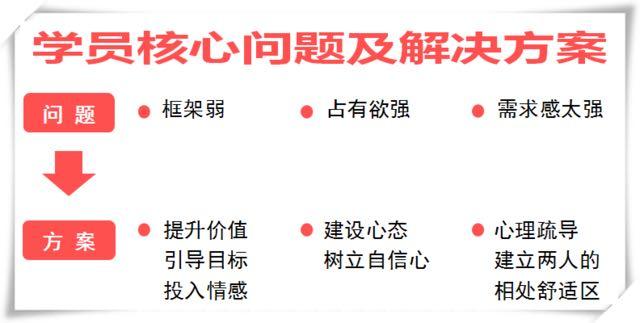 学员核心问题及解决方案
问题
框架弱
占有欲强
需求感太强
方案
提升价值
引导目标
投入情感
建设心态
树立自信心
心理疏导
建立两人的
相处舒适区